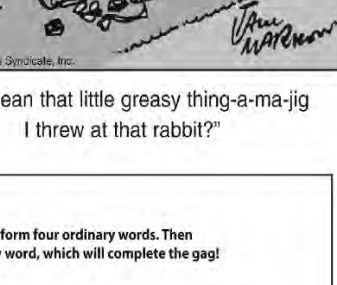 Syndicate, Inc.
ean that little greasy thing-a-ma-jig
I threw at that rabbit?”
form four ordinary words. Then
word, which will complete the gag!